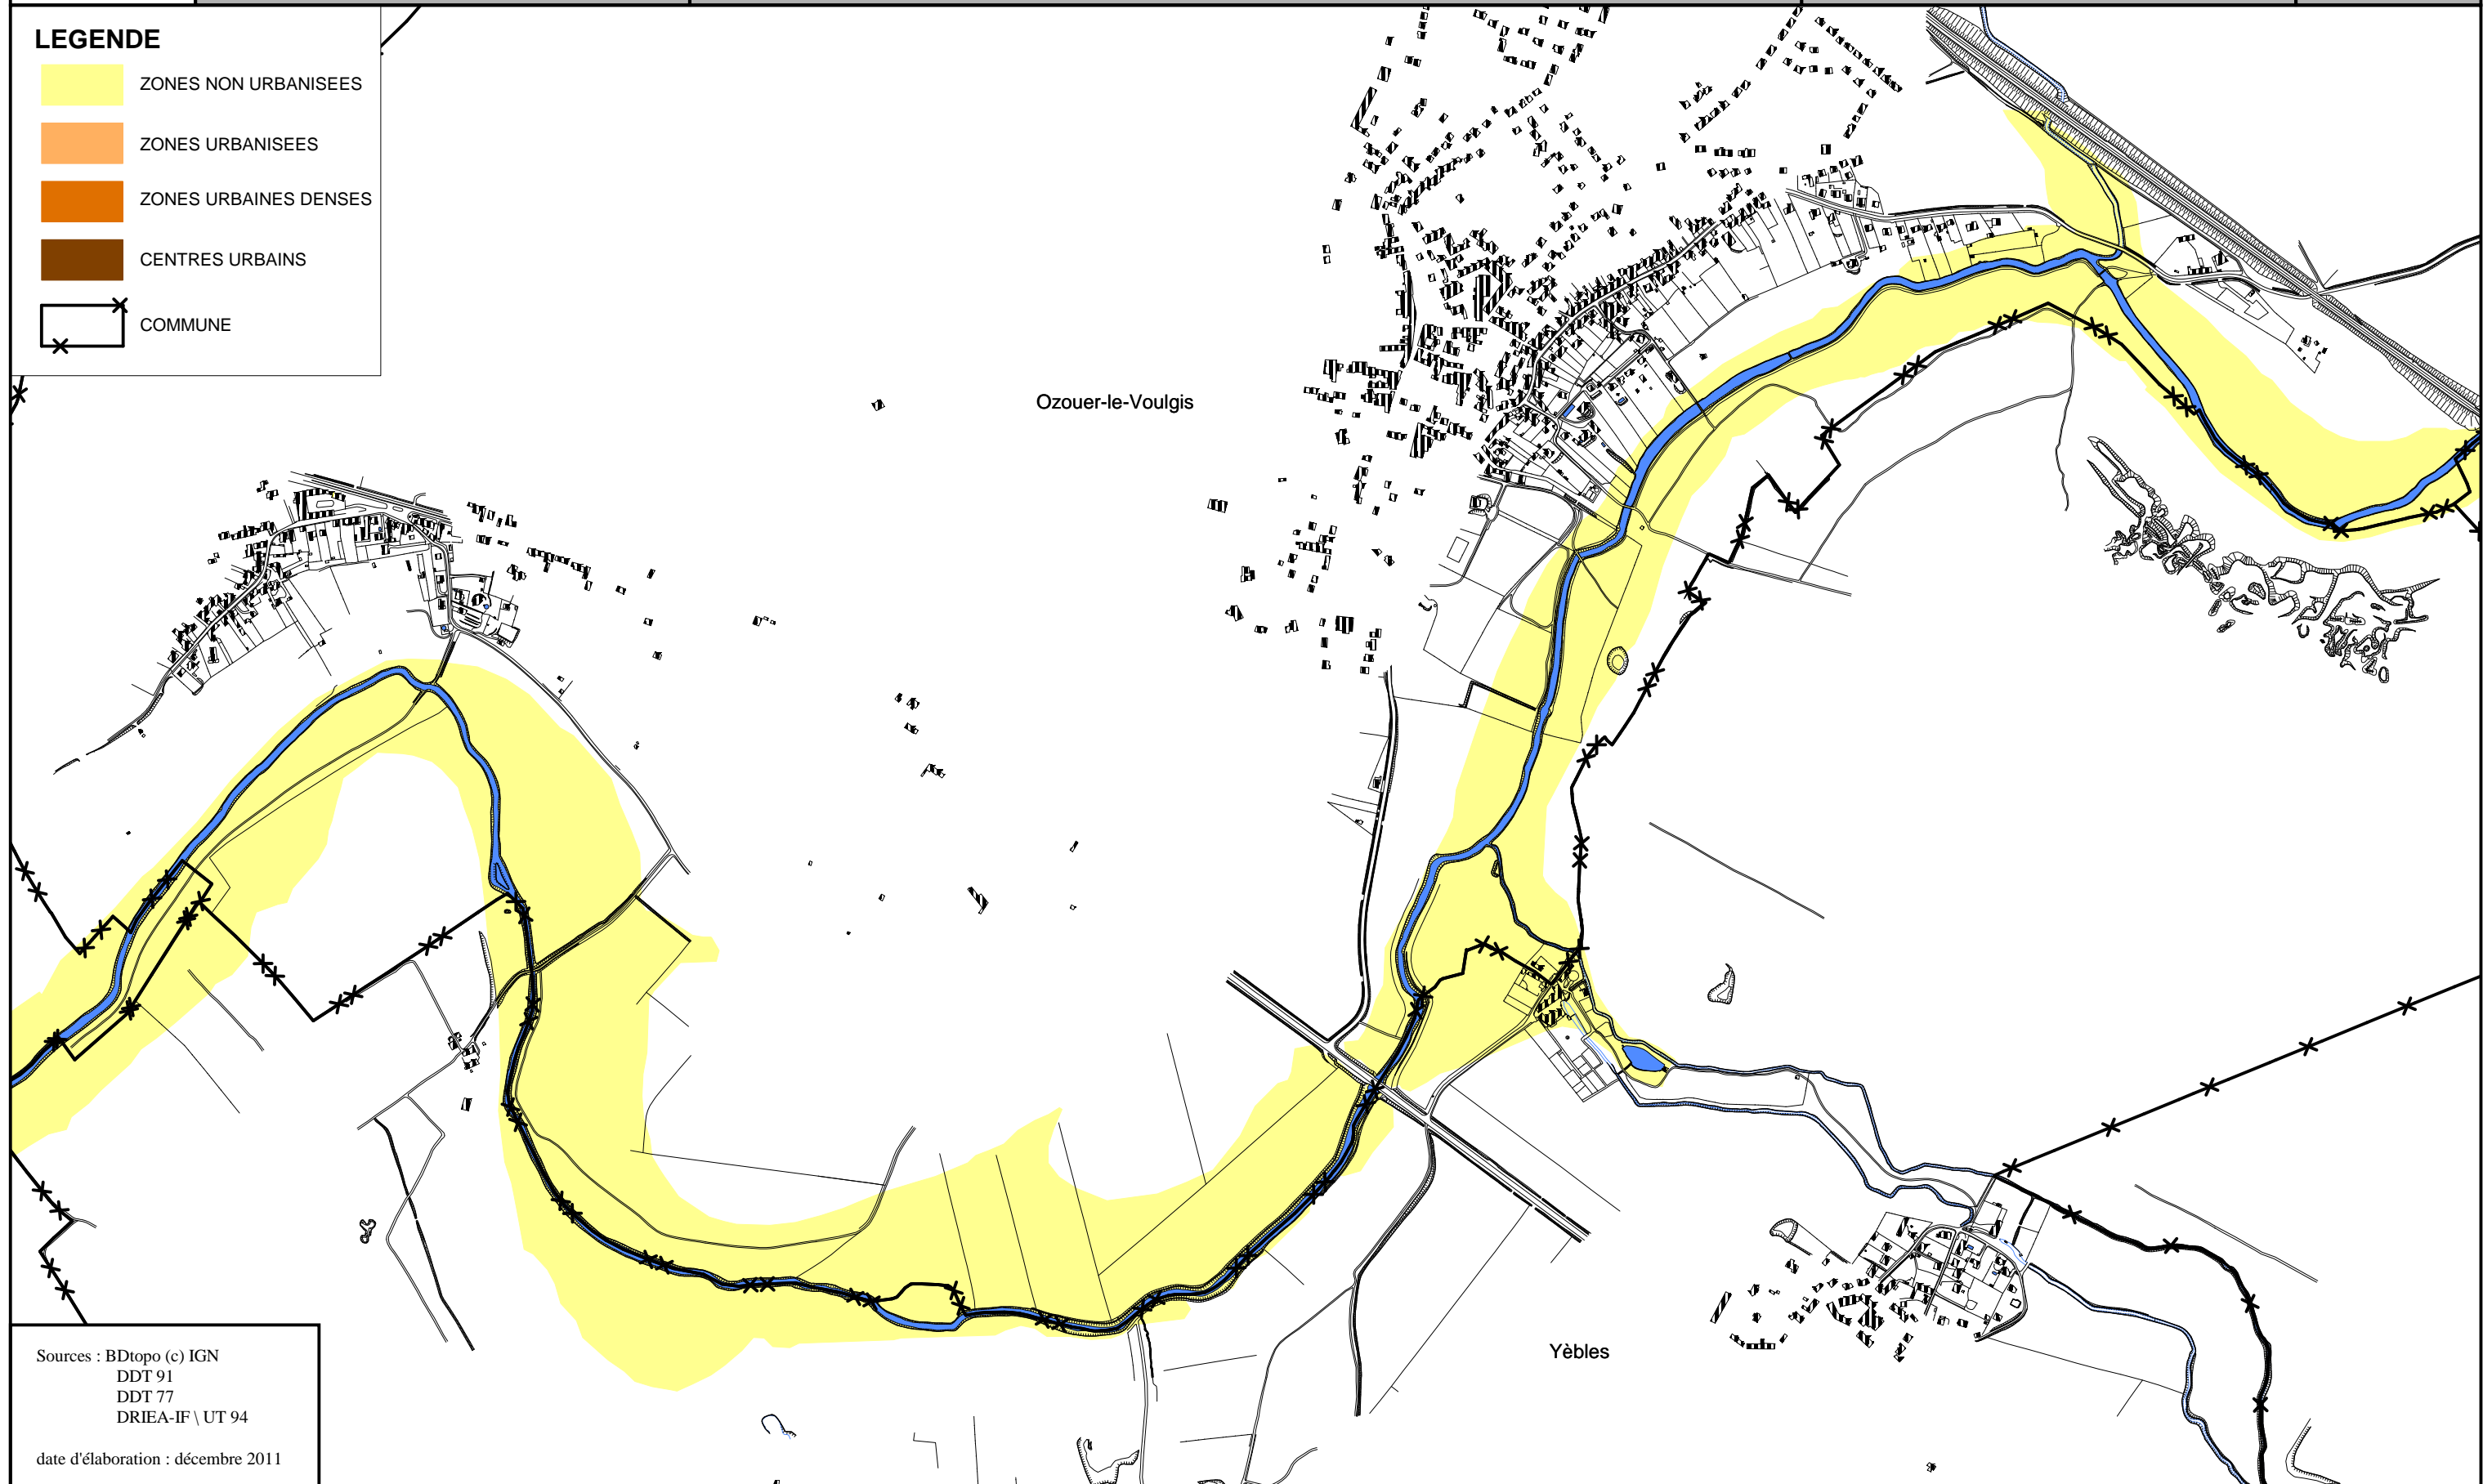 LEGENDE
ZONES NON URBANISEES
ZONES URBANISEES
ZONES URBAINES DENSES
CENTRES URBAINS
COMMUNE
Ozouer-le-Voulgis
Yèbles
Sources : BDtopo (c) IGN
DDT 91
DDT 77
DRIEA-IF \ UT 94
date d'élaboration : décembre 2011